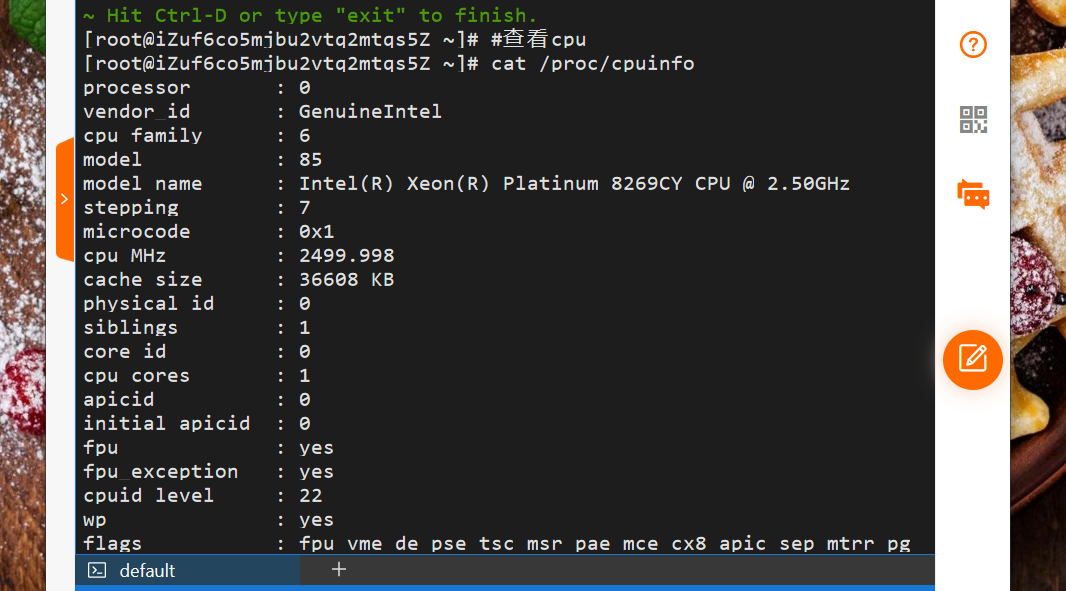 ~ Hit Ctrl-D or type "exit" to finish.
[root@iZuf6co5mjbu2vtq2mtqs5Z ~]# #查看cpu
[root@iZuf6co5mjbu2vtq2mtqs5Z ~]# cat /proc/cpuinfo
processor : 0
vendor_id : GenuineIntel
cpu family : 6
model : 85
model name : Intel(R) Xeon(R) Platinum 8269CY CPU @ 2.50GHz
stepping : 7
microcode : 0x1
cpu MHz : 2499.998
cache size : 36608 KB
physical id : 0
siblings : 1
core id : 0
cpu cores : 1
apicid : 0
initial apicid : 0
fpu : yes
fpu_exception : yes
cpuid level : 22
wp : yes
flags : fpu vme de pse tsc msr pae mce cx8 apic sep mtrr pg
default